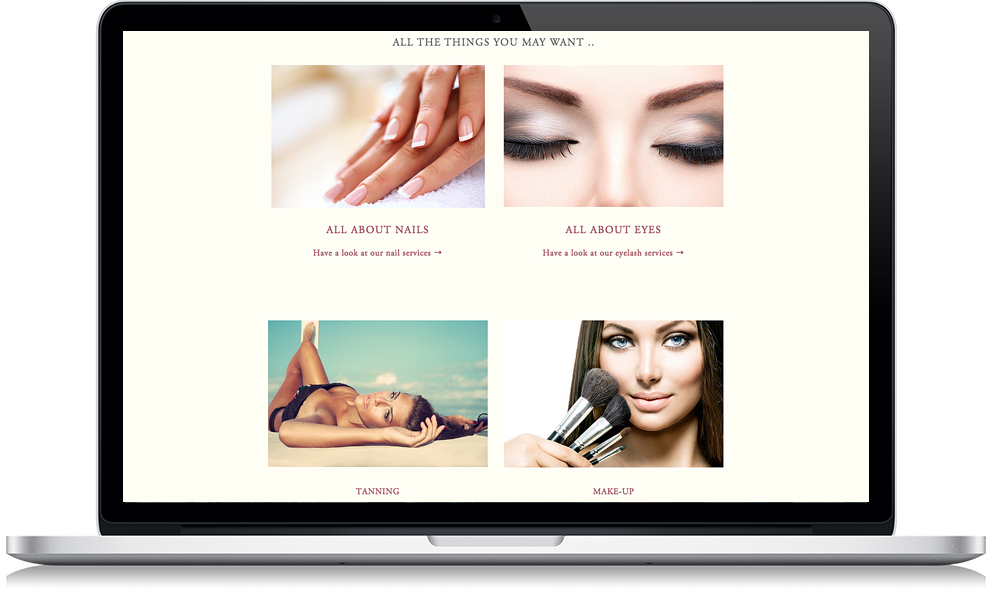 ALL THE THINGS YOU MAY WANT ..
ALL ABOUT NAILS
ALL ABOUT EYES
Have a look at our nail services →
Have a look at our eyelash services →
TANNING
MAKE-UP